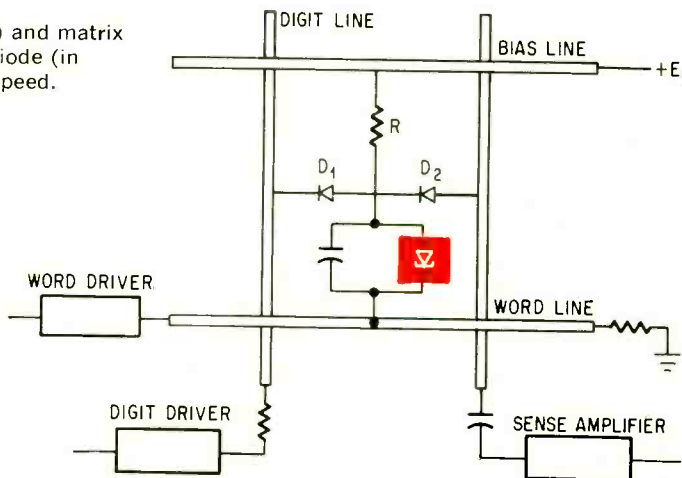 ) and matrix
iode (in
peed.
DIGIT LINE
BIAS LINE
+E
R
D1
D2
WORD DRIVER
WORD LINE
DIGIT DRIVER
SENSE AMPLIFIER